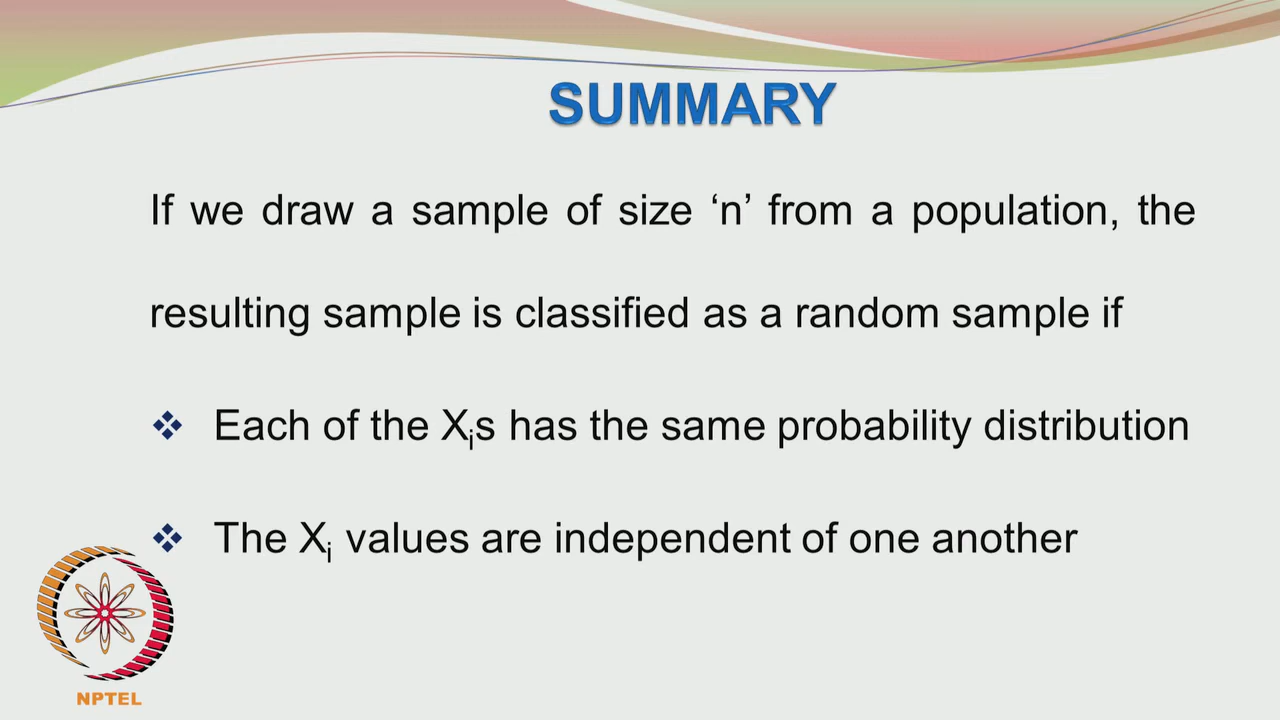 SUMMARY
If we draw a sample of size ‘n’ from a population, the
resulting sample is classified as a random sample if
❖ Each of the Xᵢs has the same probability distribution
❖ The Xᵢ values are independent of one another
NPTEL